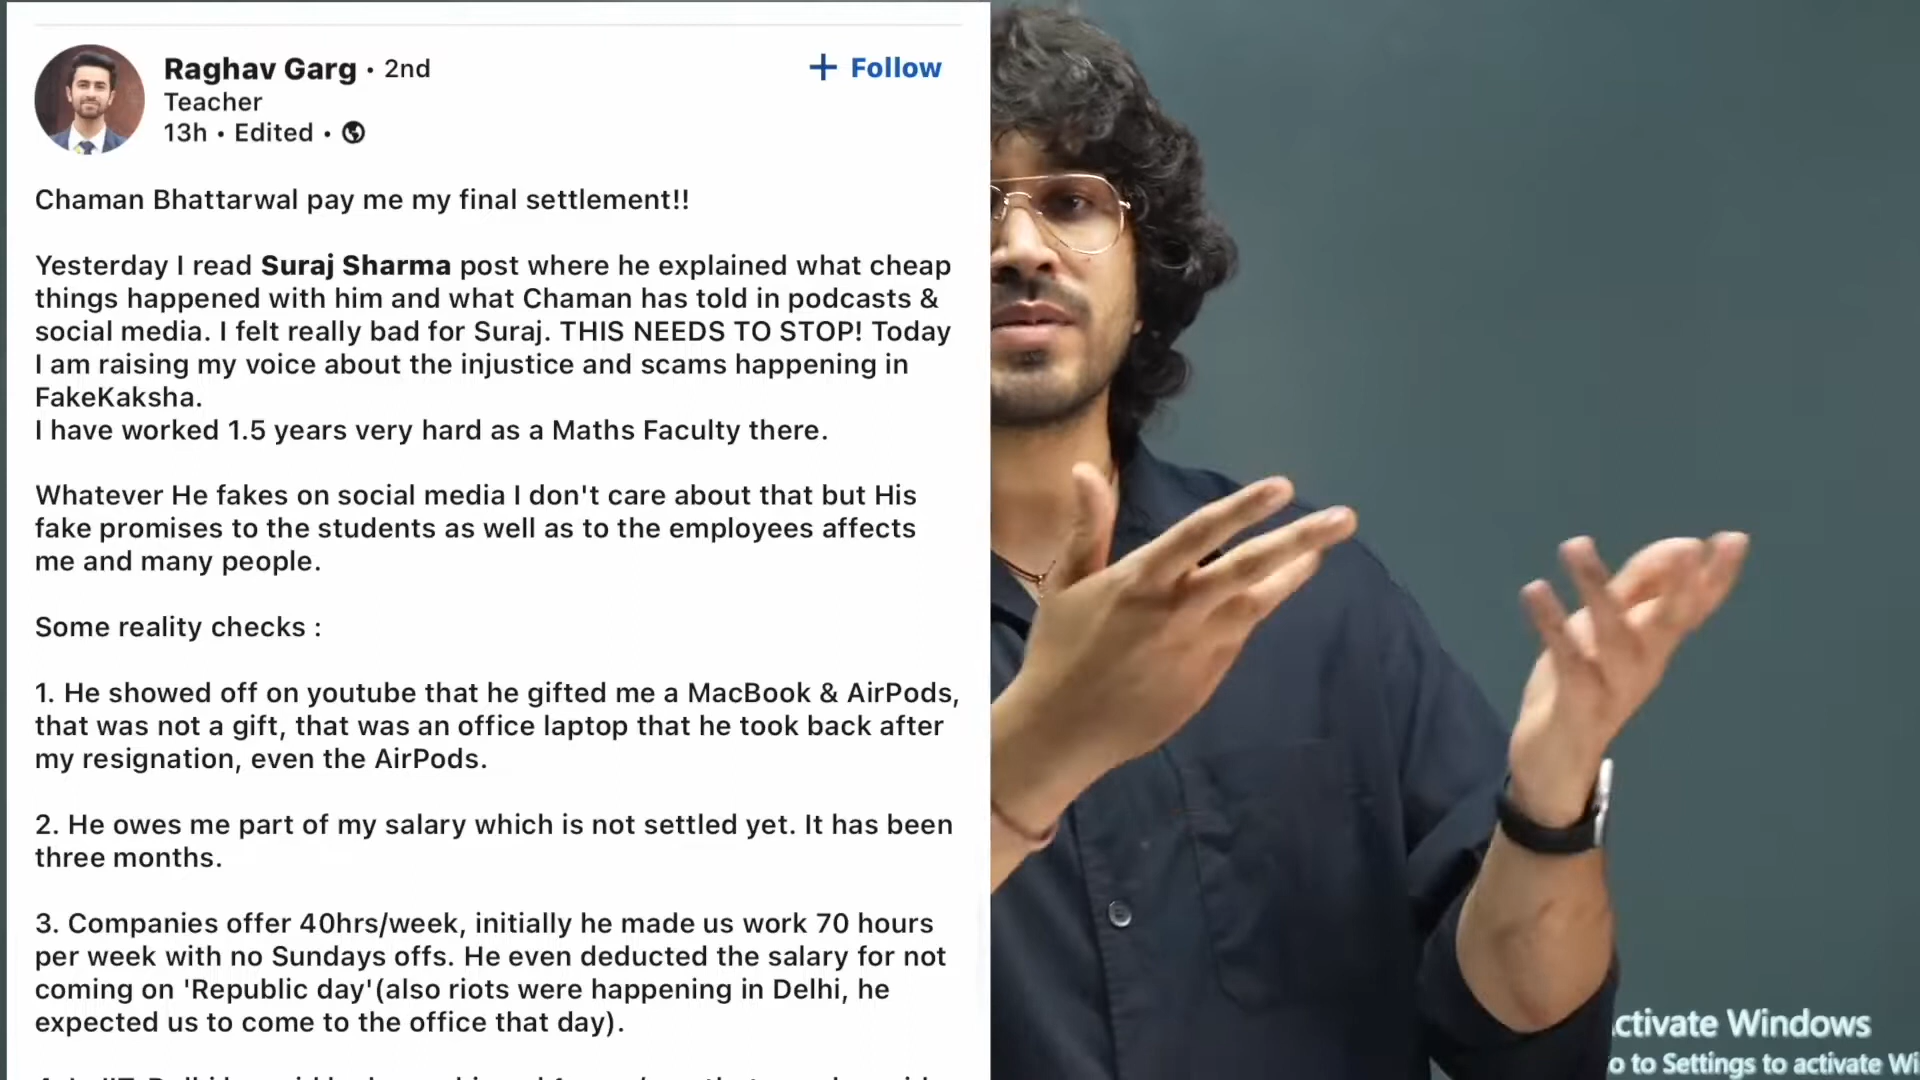 Raghav Garg • 2nd
+ Follow
Teacher
13h • Edited •
Chaman Bhattarwal pay me my final settlement!!
Yesterday I read Suraj Sharma post where he explained what cheap
things happened with him and what Chaman has told in podcasts &
social media. I felt really bad for Suraj. THIS NEEDS TO STOP! Today
I am raising my voice about the injustice and scams happening in
FakeKaksha.
I have worked 1.5 years very hard as a Maths Faculty there.
Whatever He fakes on social media I don't care about that but His
fake promises to the students as well as to the employees affects
me and many people.
Some reality checks :
1. He showed off on youtube that he gifted me a MacBook & AirPods,
that was not a gift, that was an office laptop that he took back after
my resignation, even the AirPods.
2. He owes me part of my salary which is not settled yet. It has been
three months.
3. Companies offer 40hrs/week, initially he made us work 70 hours
per week with no Sundays offs. He even deducted the salary for not
coming on 'Republic day'(also riots were happening in Delhi, he
expected us to come to the office that day).
ctivate Windows
o to Settings to activate Wi